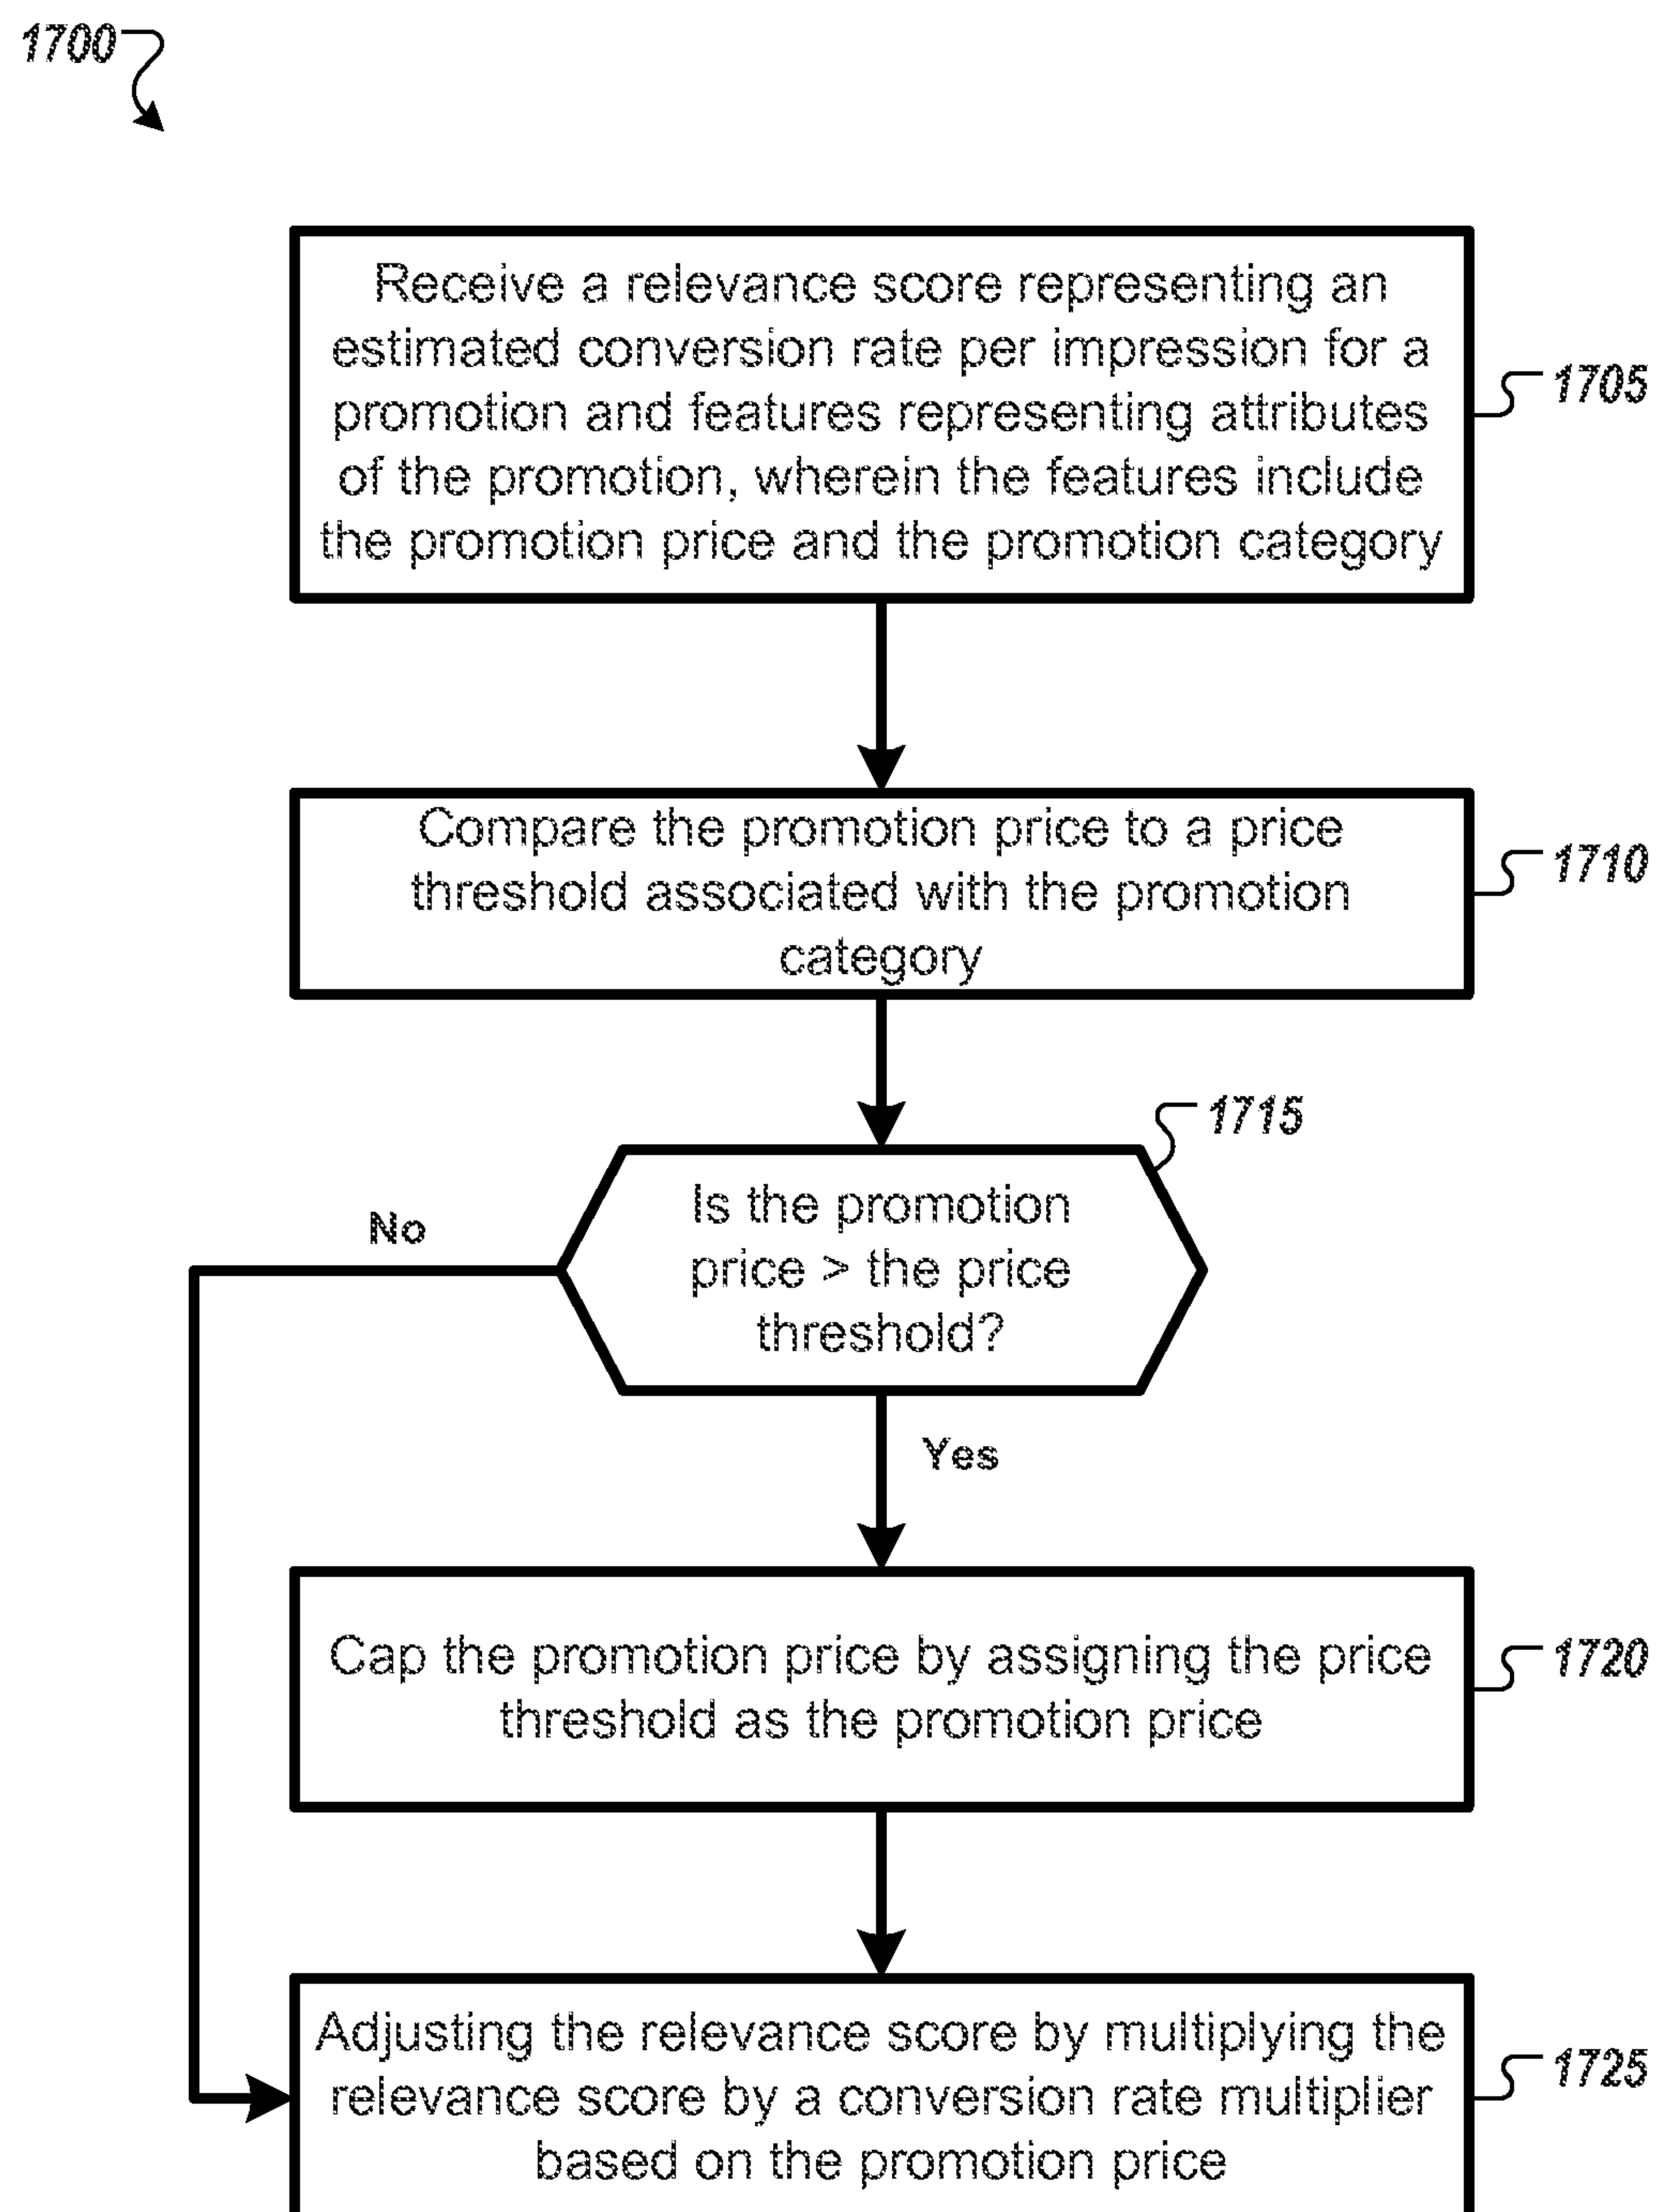 1700
Receive a relevance score representing an
estimated conversion rate per impression for a
promotion and features representing attributes
of the promotion, wherein the features include
the promotion price and the promotion category
1705
Compare the promotion price to a price
threshold associated with the promotion
category
1710
1715
Is the promotion
price > the price
threshold?
No
Yes
Cap the promotion price by assigning the price
threshold as the promotion price
1720
Adjusting the relevance score by multiplying the
relevance score by a conversion rate multiplier
based on the promotion price
1725